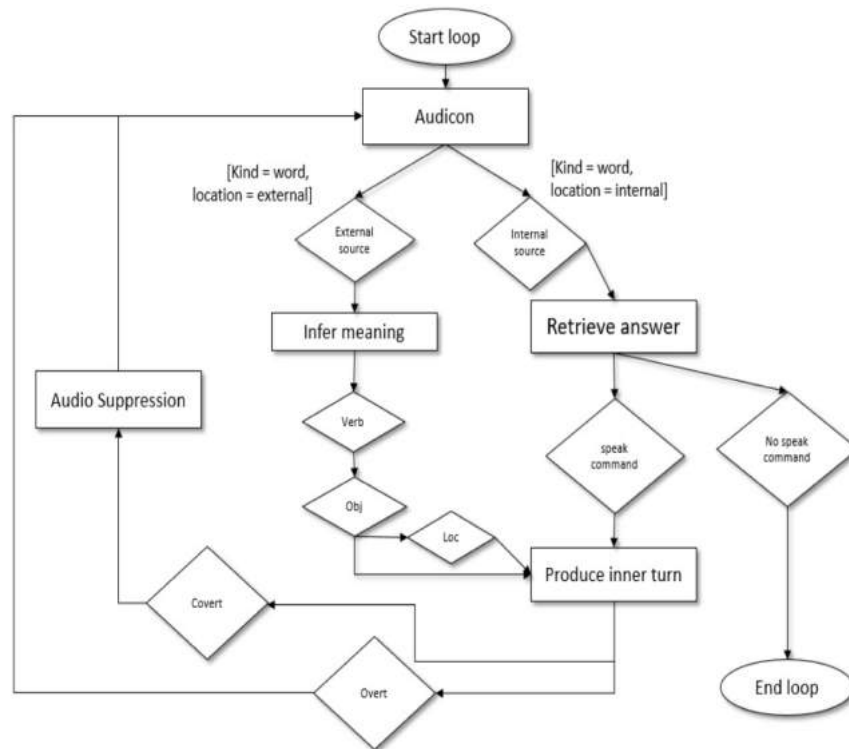 Start loop
Audicon
[Kind = word,
location = external]
[Kind = word,
location = internal]
External
source
Internal
source
Infer meaning
Retrieve answer
Audio Suppression
Verb
speak
command
No speak
command
Obj
Loc
Produce inner turn
Covert
Overt
End loop